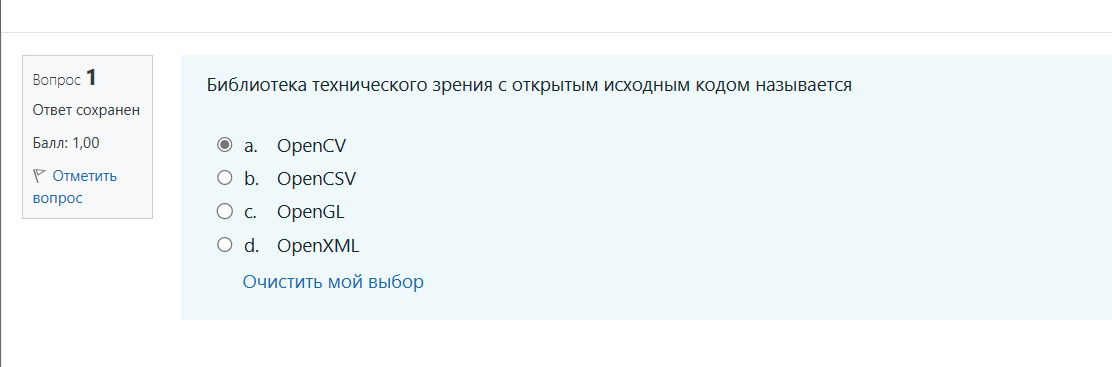 Вопрос 1
Ответ сохранен
Балл: 1,00
Отметить
вопрос
Библиотека технического зрения с открытым исходным кодом называется
a. OpenCV
b. OpenCSV
c. OpenGL
d. OpenXML
Очистить мой выбор